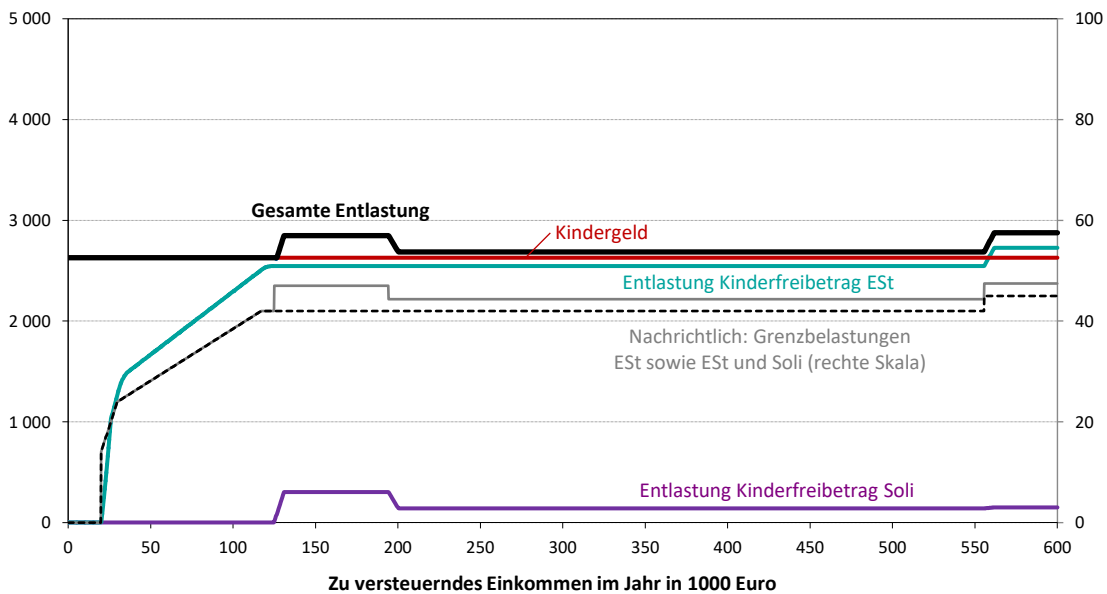 5 000
4 000
3 000
2 000
1 000
0
100
80
60
40
20
0
Gesamte Entlastung
Kindergeld
Entlastung Kinderfreibetrag ESt
Nachrichtlich: Grenzbelastungen
ESt sowie ESt und Soli (rechte Skala)
Entlastung Kinderfreibetrag Soli
0 50 100 150 200 250 300 350 400 450 500 550 600
Zu versteuerndes Einkommen im Jahr in 1000 Euro